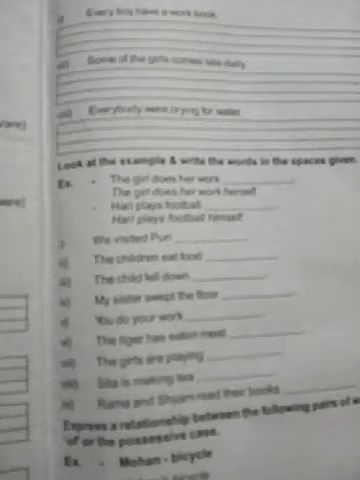 i) Every boy have a work book
vii) Some of the girls comes late daily
viii) Everybody were crying for water
Look at the example & write the words in the spaces given.
Ex. - The girl does her work
The girl does her work herself
- Hari plays football
Hari plays football himself
i) We visited Puri
ii) The children eat food
iii) The child fell down
iv) My sister swept the floor
v) You do your work
vi) The tiger has eaten meat
vii) The girls are playing
viii) Sita is making tea
ix) Rama and Shyam read their books
Express a relationship between the following pairs of
'of or the possessive case.
Ex. - Mohan - bicycle
bicycle